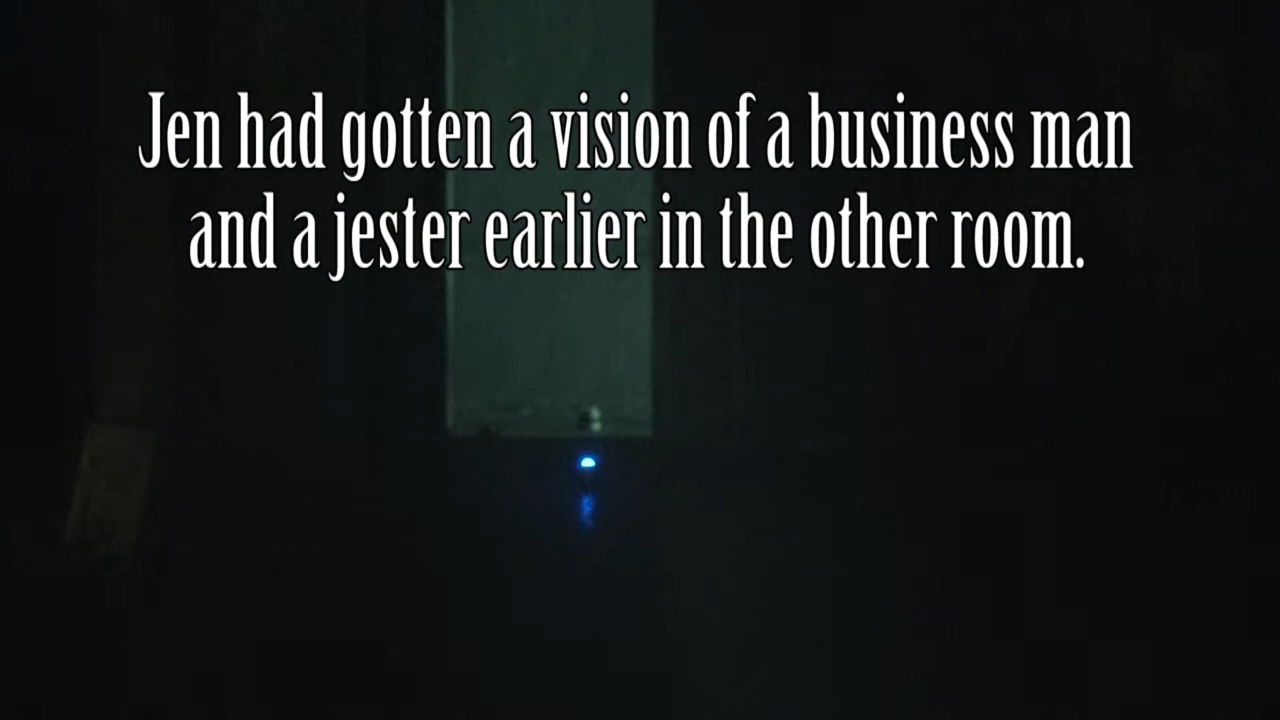 Jen had gotten a vision of a business man
and a jester earlier in the other room.